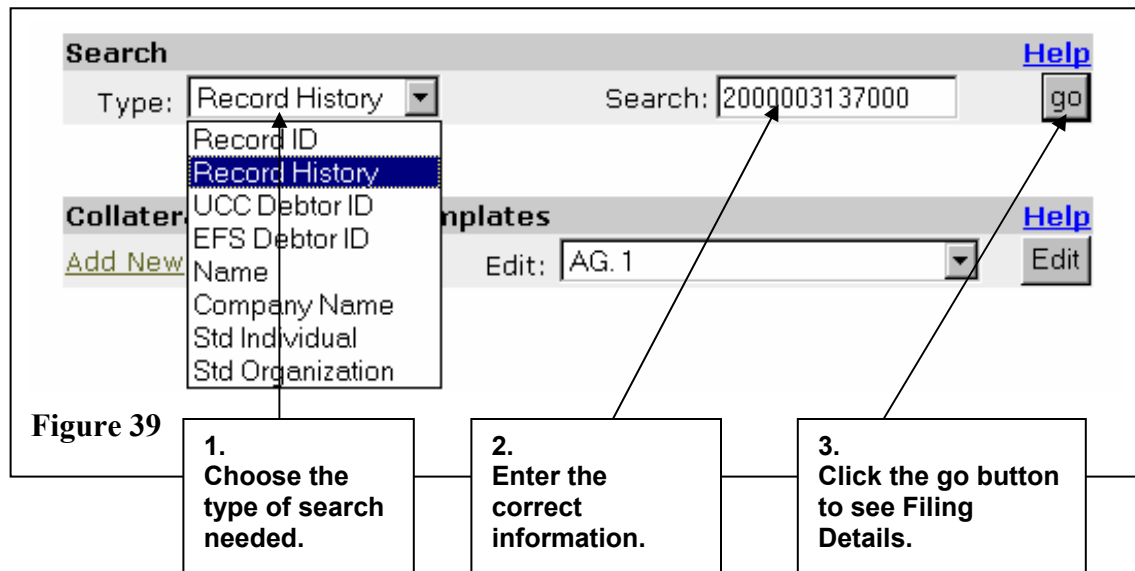 Search Help
Type: Record History Search: 2000003137000 go
Record ID
Record History
UCC Debtor ID
EFS Debtor ID
Name
Company Name
Std Individual
Std Organization
Collater mplates Help
Add New Edit: AG. 1 Edit
Figure 39
1.
Choose the
type of search
needed.
2.
Enter the
correct
information.
3.
Click the go button
to see Filing
Details.